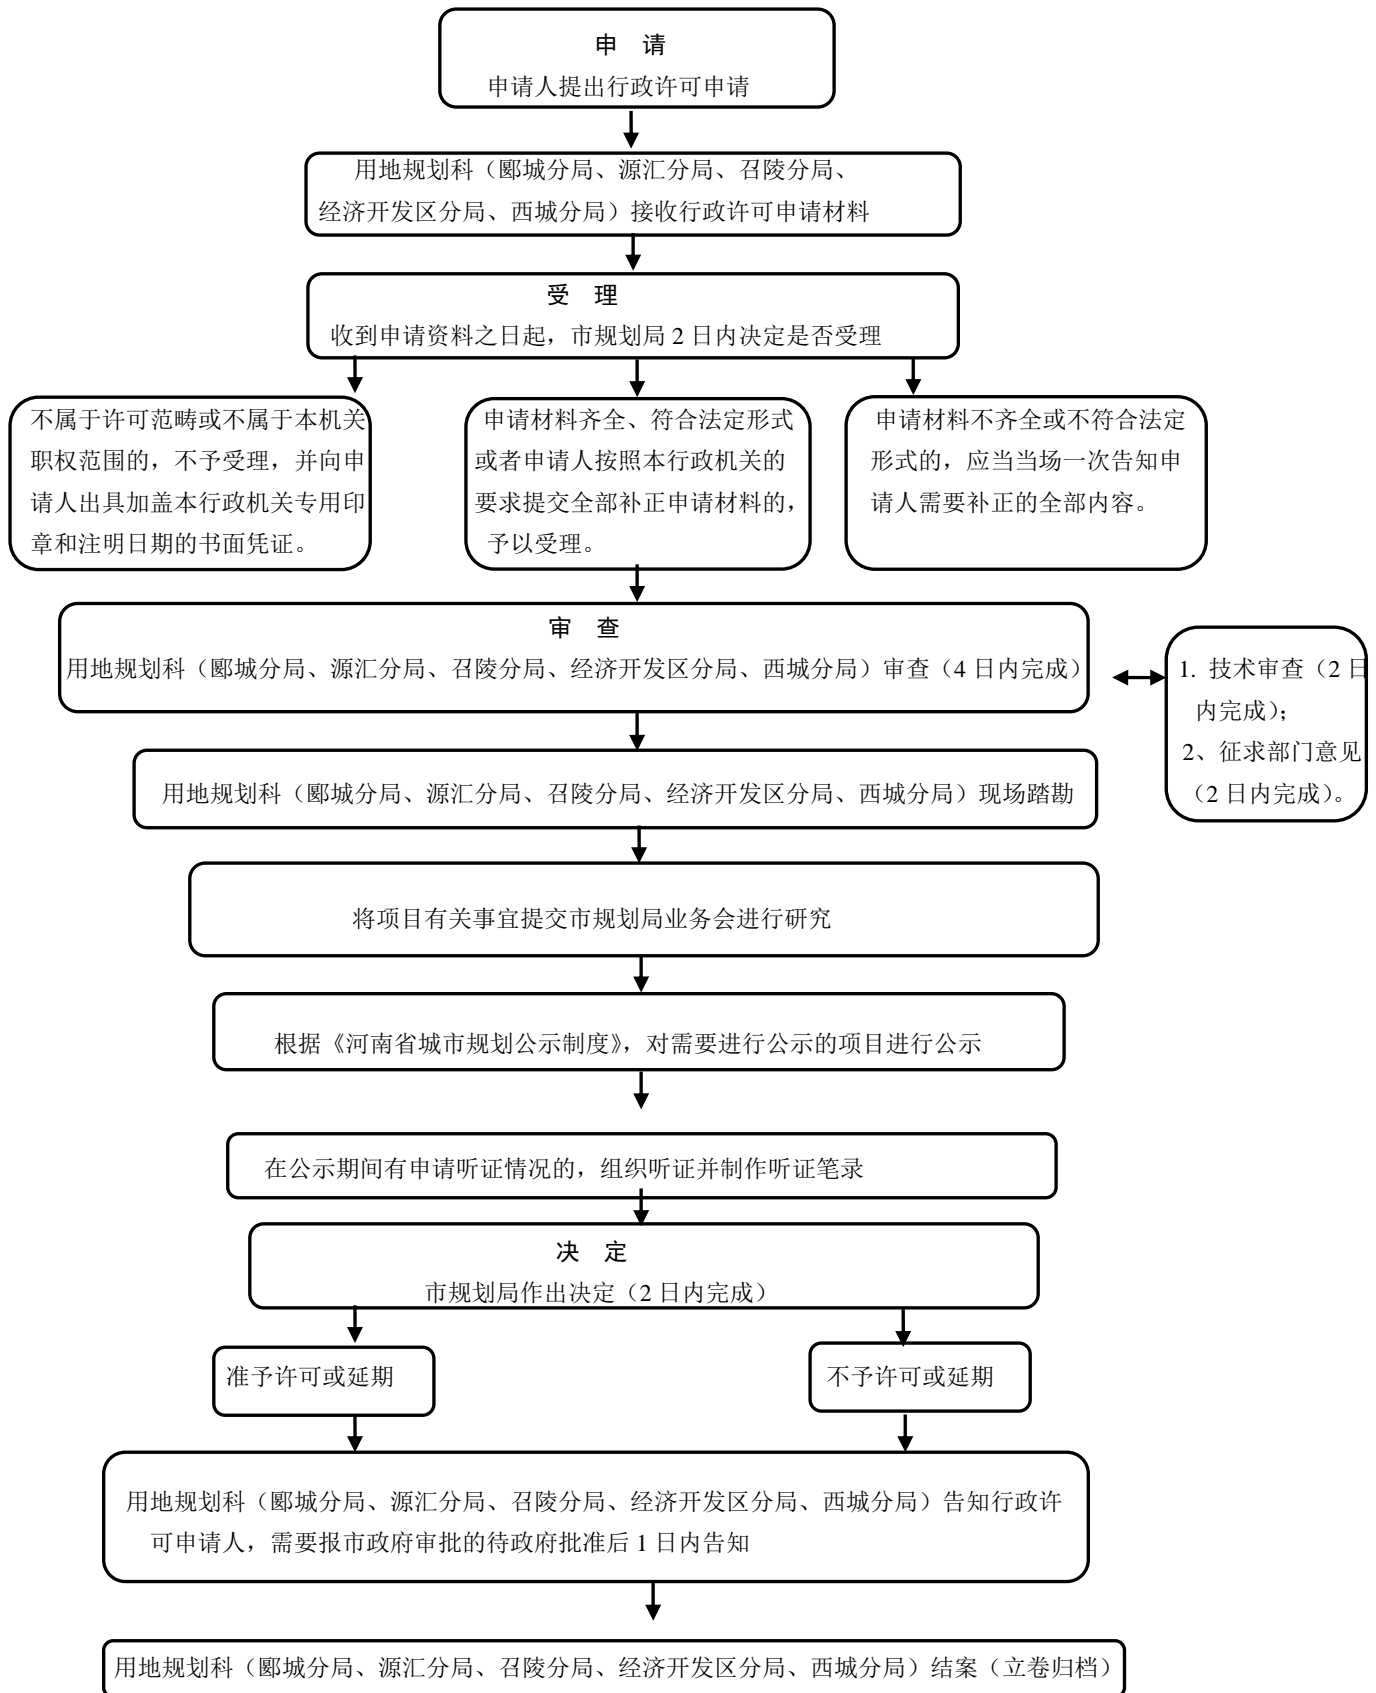 申 请
申请人提出行政许可申请
用地规划科（郾城分局、源汇分局、召陵分局、
经济开发区分局、西城分局）接收行政许可申请材料
受 理
收到申请资料之日起，市规划局 2 日内决定是否受理
不属于许可范畴或不属于本机关
职权范围的，不予受理，并向申
请人出具加盖本行政机关专用印
章和注明日期的书面凭证。
申请材料齐全、符合法定形式
或者申请人按照本行政机关的
要求提交全部补正申请材料的，
予以受理。
申请材料不齐全或不符合法定
形式的，应当当场一次告知申
请人需要补正的全部内容。
审 查
用地规划科（郾城分局、源汇分局、召陵分局、经济开发区分局、西城分局）审查（4 日内完成）
1. 技术审查（2 日
内完成）；
2、征求部门意见
（2 日内完成）。
用地规划科（郾城分局、源汇分局、召陵分局、经济开发区分局、西城分局）现场踏勘
将项目有关事宜提交市规划局业务会进行研究
根据《河南省城市规划公示制度》，对需要进行公示的项目进行公示
在公示期间有申请听证情况的，组织听证并制作听证笔录
决 定
市规划局作出决定（2 日内完成）
准予许可或延期
不予许可或延期
用地规划科（郾城分局、源汇分局、召陵分局、经济开发区分局、西城分局）告知行政许
可申请人，需要报市政府审批的待政府批准后 1 日内告知
用地规划科（郾城分局、源汇分局、召陵分局、经济开发区分局、西城分局）结案（立卷归档）